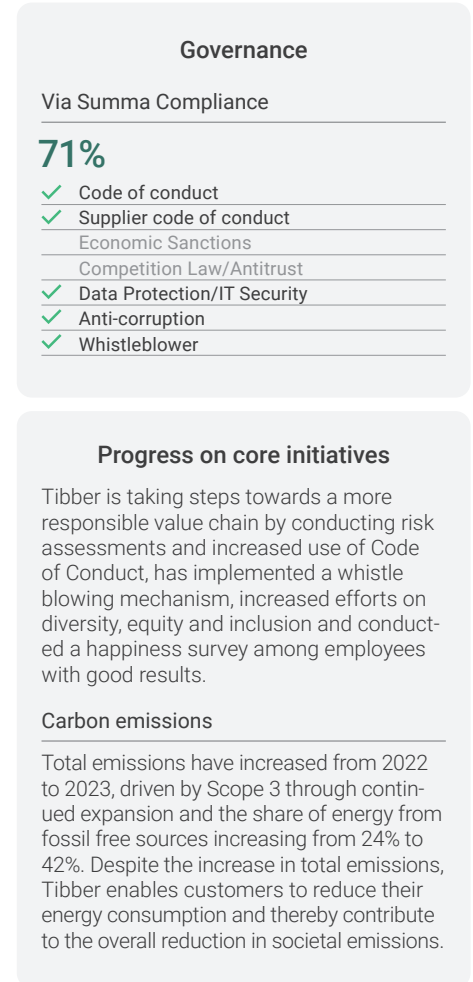 Governance
Via Summa Compliance
71%
Code of conduct
Supplier code of conduct
Economic Sanctions
Competition Law/Antitrust
Data Protection/IT Security
Anti-corruption
Whistleblower
Progress on core initiatives
Tibber is taking steps towards a more
responsible value chain by conducting risk
assessments and increased use of Code
of Conduct, has implemented a whistle
blowing mechanism, increased efforts on
diversity, equity and inclusion and conduct-
ed a happiness survey among employees
with good results.
Carbon emissions
Total emissions have increased from 2022
to 2023, driven by Scope 3 through contin-
ued expansion and the share of energy from
fossil free sources increasing from 24% to
42%. Despite the increase in total emissions,
Tibber enables customers to reduce their
energy consumption and thereby contribute
to the overall reduction in societal emissions.